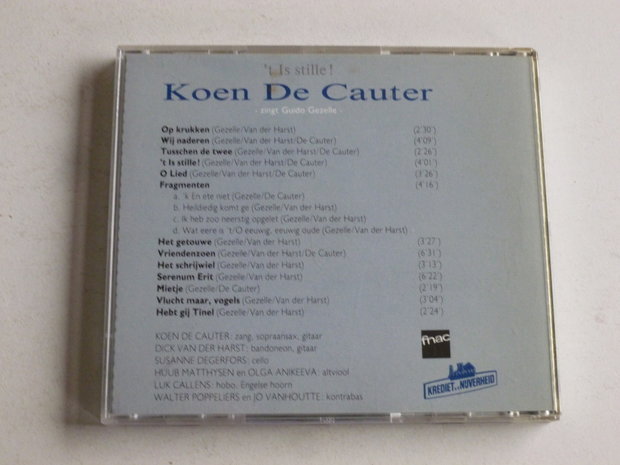 't Is stille!
Koen De Cauter
- zingt Guido Gezelle -
Op krukken (Gezelle/Van der Harst) (2'30")
Wij naderen (Gezelle/Van der Harst/De Cauter) (4'09")
Tusschen de twee (Gezelle/Van der Harst/De Cauter) (2'26")
't Is stille! (Gezelle/Van der Harst/De Cauter) (4'01")
O Lied (Gezelle/Van der Harst/De Cauter) (3'26")
Fragmenten (4'16")
a. 'k En ete niet (Gezelle/De Cauter)
b. Heildiedig komt ge (Gezelle/Van der Harst)
c. Ik heb zoo neerstig opgelet (Gezelle/Van der Harst)
d. Wat eere is 't/O eeuwig, eeuwig oude (Gezelle/Van der Harst)
Het getouwe (Gezelle/Van der Harst) (3'27")
Vriendenzoen (Gezelle/Van der Harst/De Cauter) (6'31")
Het schrijwiel (Gezelle/Van der Harst) (3'13")
Serenum Erit (Gezelle/Van der Harst) (6'22")
Mietje (Gezelle/De Cauter) (2'19")
Vlucht maar, vogels (Gezelle/Van der Harst) (3'04")
Hebt gij Tinel (Gezelle/Van der Harst) (2'24")
KOEN DE CAUTER: zang, sopraansax, gitaar
DICK VAN DER HARST: bandoneon, gitaar
SUSANNE DEGERFORS: cello
HUUB MATTHYSEN en OLGA ANIKEEVA: altviool
LUK CALLENS: hobo, Engelse hoorn
WALTER POPPELIERS en JO VANHOUTTE: kontrabas
fnac
KREDIET... NIJVERHEID